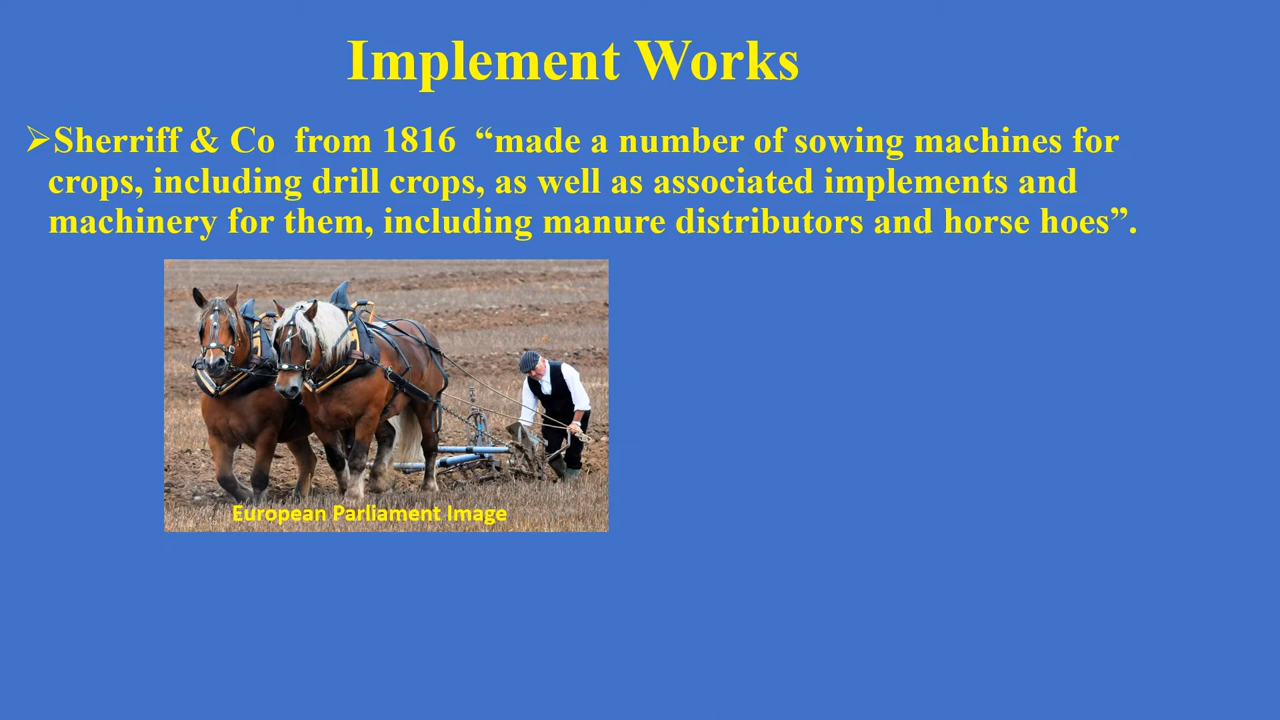 Implement Works
➢Sherriff & Co from 1816 “made a number of sowing machines for
crops, including drill crops, as well as associated implements and
machinery for them, including manure distributors and horse hoes”.
European Parliament Image